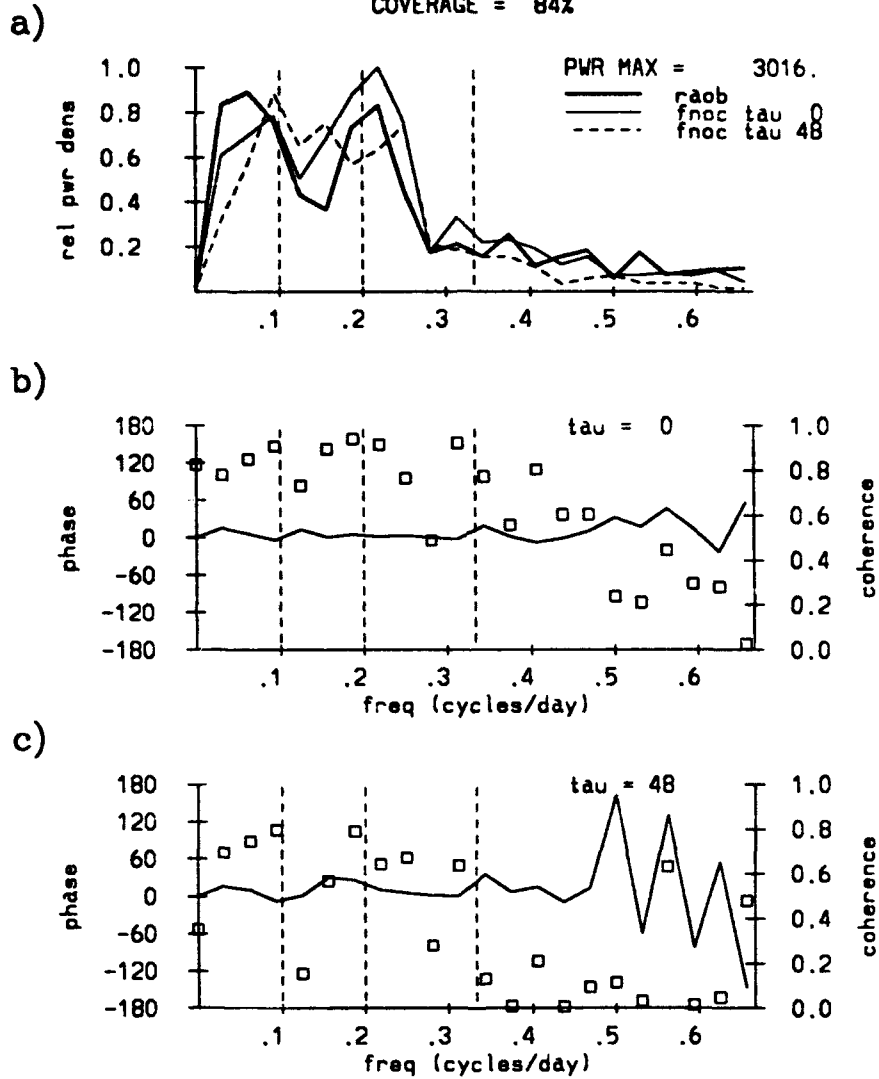 COVERAGE = 84%
a)
PWR MAX = 3016.
raob
fnoc tau 0
fnoc tau 48
rel pwr dens
1.0
0.8
0.6
0.4
0.2
.1 .2 .3 .4 .5 .6
b)
tau = 0
phase
180
120
60
0
-60
-120
-180
coherence
1.0
0.8
0.6
0.4
0.2
0.0
.1 .2 .3 .4 .5 .6
freq (cycles/day)
c)
tau = 48
phase
180
120
60
0
-60
-120
-180
coherence
1.0
0.8
0.6
0.4
0.2
0.0
.1 .2 .3 .4 .5 .6
freq (cycles/day)